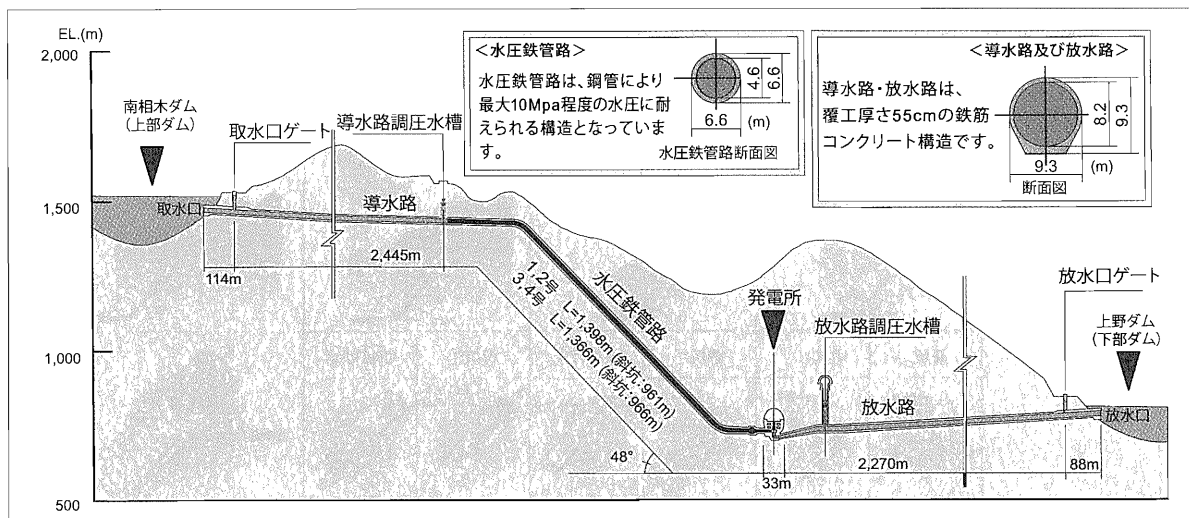 EL.(m)
2,000
1,500
1,000
500
南相木ダム
(上部ダム)
取水口ゲート
導水路調圧水槽
取水口
導水路
114m
2,445m
<水圧鉄管路>
水圧鉄管路は、鋼管により
最大10Mpa程度の水圧に耐
えられる構造となっていま
す。
4.6
6.6
6.6
(m)
水圧鉄管路断面図
<導水路及び放水路>
導水路・放水路は、
覆工厚さ55cmの鉄筋
コンクリート構造です。
8.2
9.3
9.3
(m)
断面図
水圧鉄管路
1,2号 L=1,398m (斜坑:961m)
3,4号 L=1,366m (斜坑:966m)
48°
発電所
放水路調圧水槽
放水路
33m
2,270m
88m
放水口ゲート
上野ダム
(下部ダム)
放水口